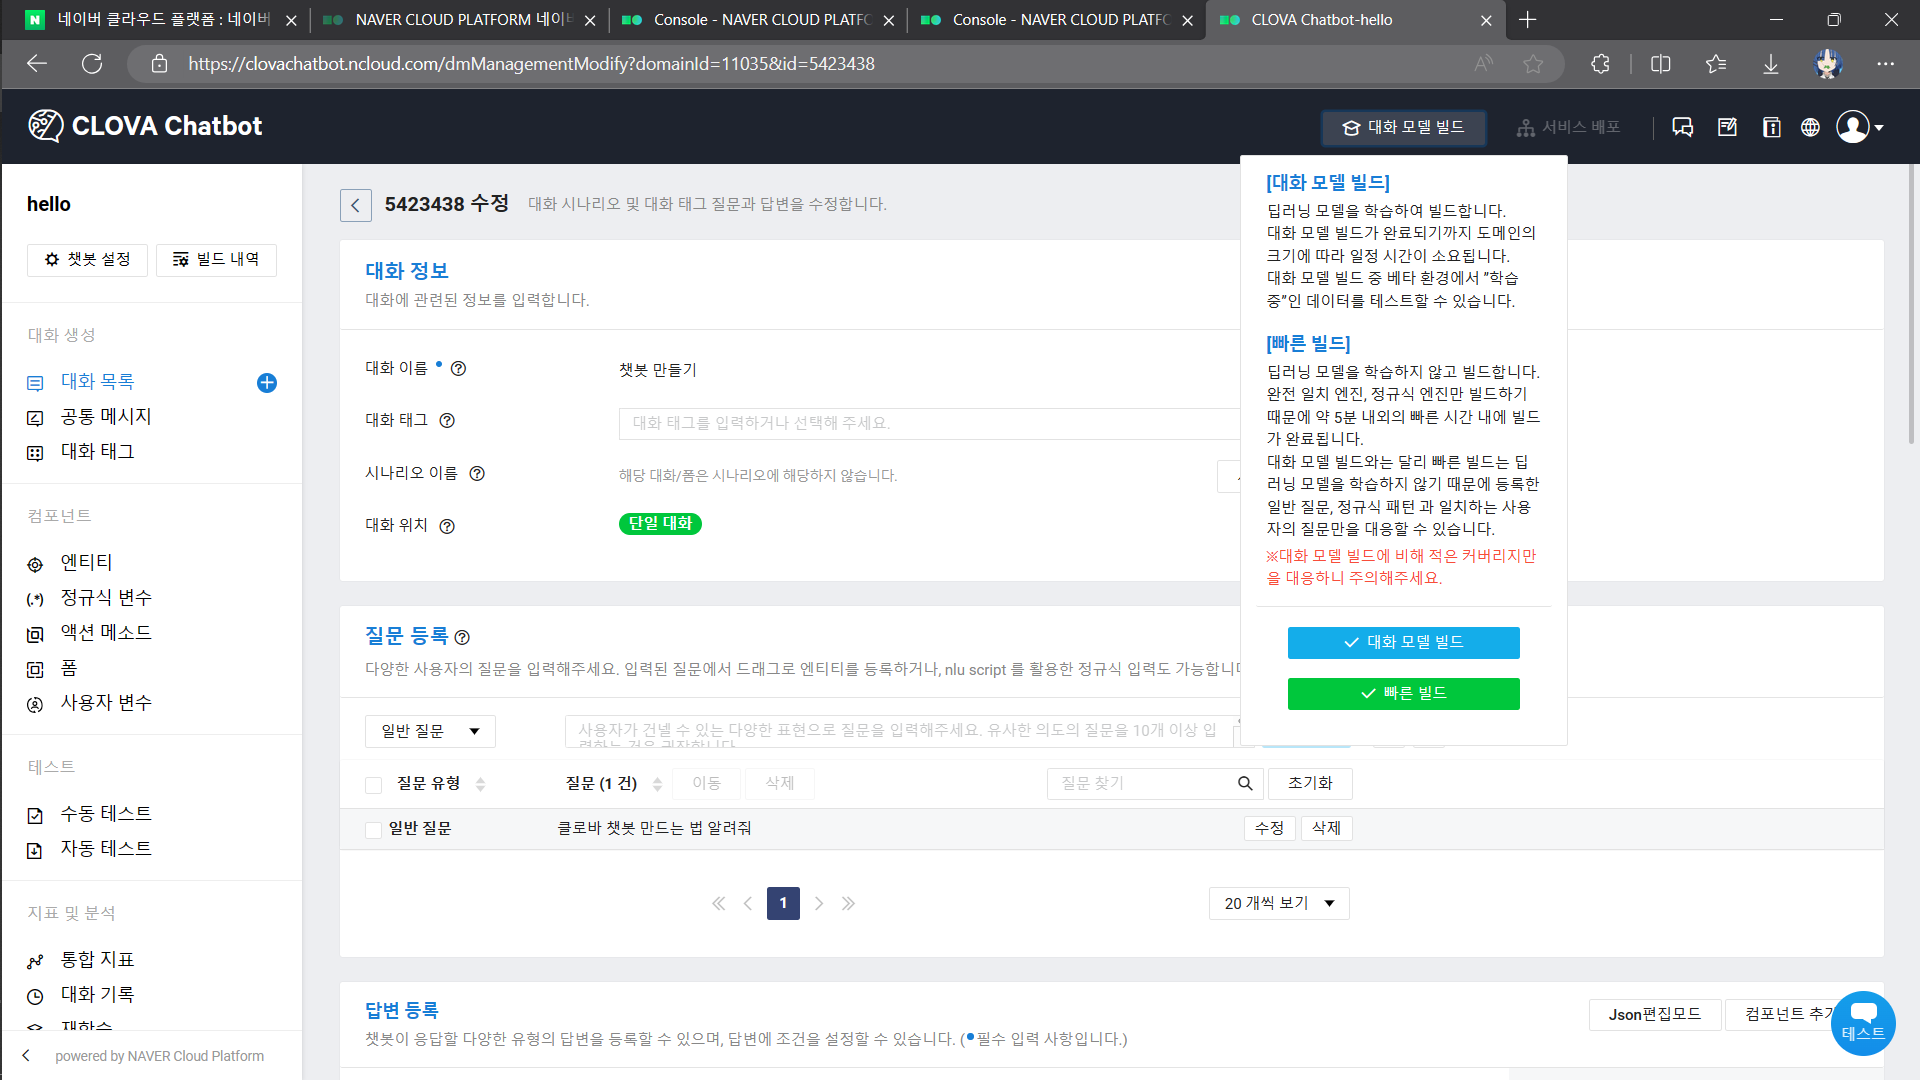 네이버 클라우드 플랫폼 : 네이버
NAVER CLOUD PLATFORM 네이버
Console - NAVER CLOUD PLATFO
Console - NAVER CLOUD PLATFO
CLOVA Chatbot-hello
https://clovachatbot.ncloud.com/dmManagementModify?domainId=11035&id=5423438
CLOVA Chatbot
대화 모델 빌드
서비스 배포
hello
챗봇 설정
빌드 내역
대화 생성
대화 목록
공통 메시지
대화 태그
컴포넌트
엔티티
정규식 변수
액션 메소드
폼
사용자 변수
테스트
수동 테스트
자동 테스트
지표 및 분석
통합 지표
대화 기록
재학습
powered by NAVER Cloud Platform
5423438 수정
대화 시나리오 및 대화 태그 질문과 답변을 수정합니다.
대화 정보
대화에 관련된 정보를 입력합니다.
대화 이름
챗봇 만들기
대화 태그
대화 태그를 입력하거나 선택해 주세요.
시나리오 이름
해당 대화/폼은 시나리오에 해당하지 않습니다.
대화 위치
단일 대화
[대화 모델 빌드]
딥러닝 모델을 학습하여 빌드합니다.
대화 모델 빌드가 완료되기까지 도메인의
크기에 따라 일정 시간이 소요됩니다.
대화 모델 빌드 중 베타 환경에서 "학습
중"인 데이터를 테스트할 수 있습니다.
[빠른 빌드]
딥러닝 모델을 학습하지 않고 빌드합니다.
완전 일치 엔진, 정규식 엔진만 빌드하기
때문에 약 5분 내외의 빠른 시간 내에 빌드
가 완료됩니다.
대화 모델 빌드와는 달리 빠른 빌드는 딥
러닝 모델을 학습하지 않기 때문에 등록한
일반 질문, 정규식 패턴 과 일치하는 사용
자의 질문만을 대응할 수 있습니다.
※대화 모델 빌드에 비해 적은 커버리지만
을 대응하니 주의해주세요.
대화 모델 빌드
빠른 빌드
질문 등록
다양한 사용자의 질문을 입력해주세요. 입력된 질문에서 드래그로 엔티티를 등록하거나, nlu script 를 활용한 정규식 입력도 가능합니다
일반 질문
사용자가 건넬 수 있는 다양한 표현으로 질문을 입력해주세요. 유사한 의도의 질문을 10개 이상 입
력하는 것을 권장합니다
질문 유형
질문 (1 건)
이동
삭제
질문 찾기
초기화
일반 질문
클로바 챗봇 만드는 법 알려줘
수정
삭제
1
20 개씩 보기
답변 등록
챗봇이 응답할 다양한 유형의 답변을 등록할 수 있으며, 답변에 조건을 설정할 수 있습니다. (•필수 입력 사항입니다.)
Json편집모드
컴포넌트 추가
테스트